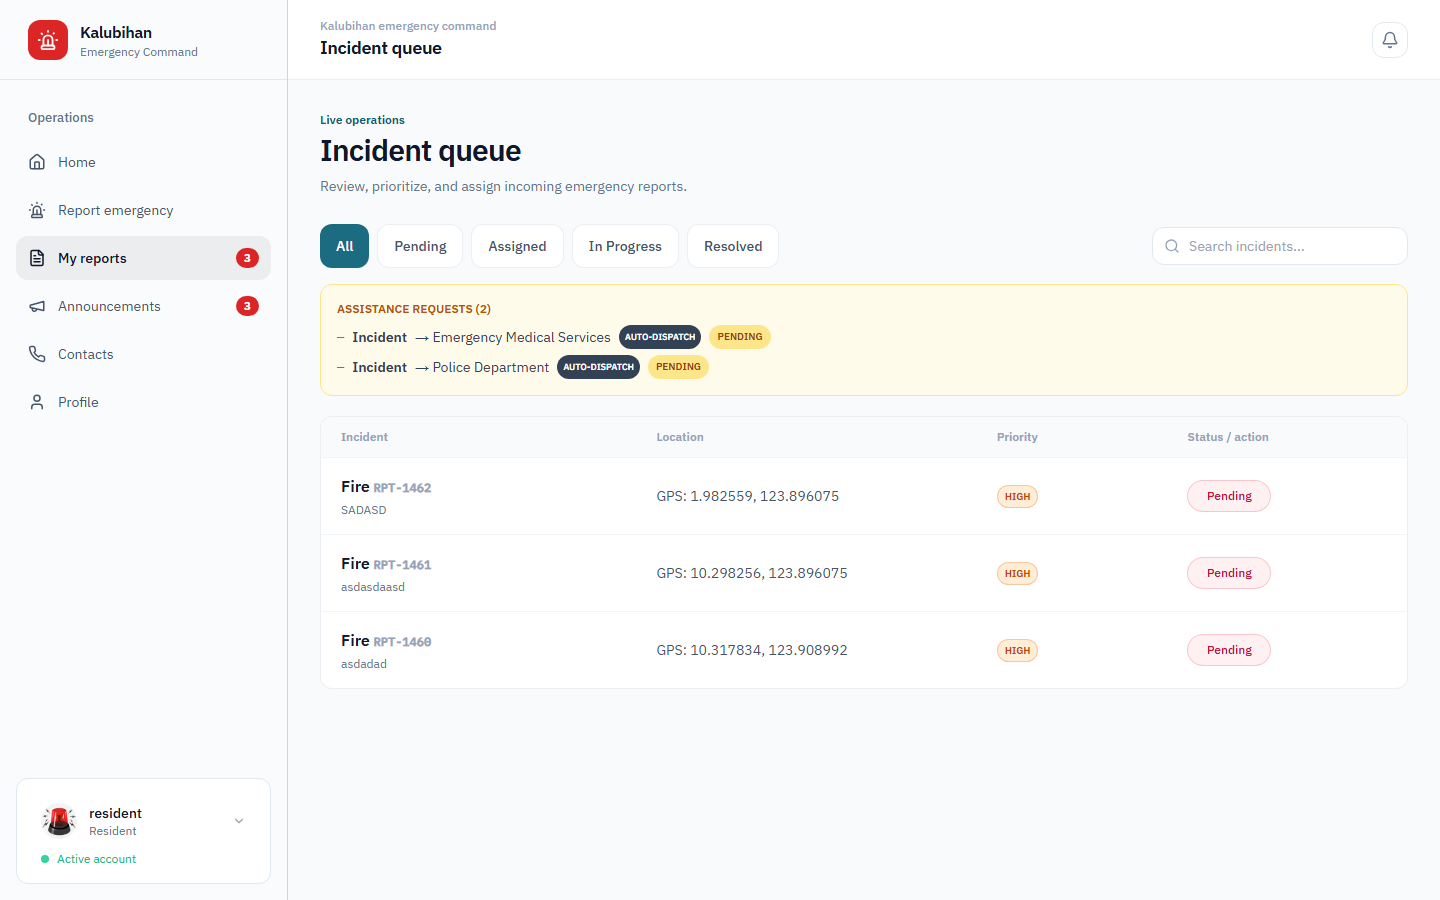 Kalubihan
Emergency Command
Operations
Home
Report emergency
My reports 3
Announcements 3
Contacts
Profile
resident
Resident
Active account
Kalubihan emergency command
Incident queue
Live operations
Incident queue
Review, prioritize, and assign incoming emergency reports.
All Pending Assigned In Progress Resolved Search incidents...
ASSISTANCE REQUESTS (2)
– Incident → Emergency Medical Services AUTO-DISPATCH PENDING
– Incident → Police Department AUTO-DISPATCH PENDING
Incident Location Priority Status / action
Fire RPT-1462 GPS: 1.982559, 123.896075 HIGH Pending
SADASD
Fire RPT-1461 GPS: 10.298256, 123.896075 HIGH Pending
asdasdaasd
Fire RPT-1460 GPS: 10.317834, 123.908992 HIGH Pending
asdadad